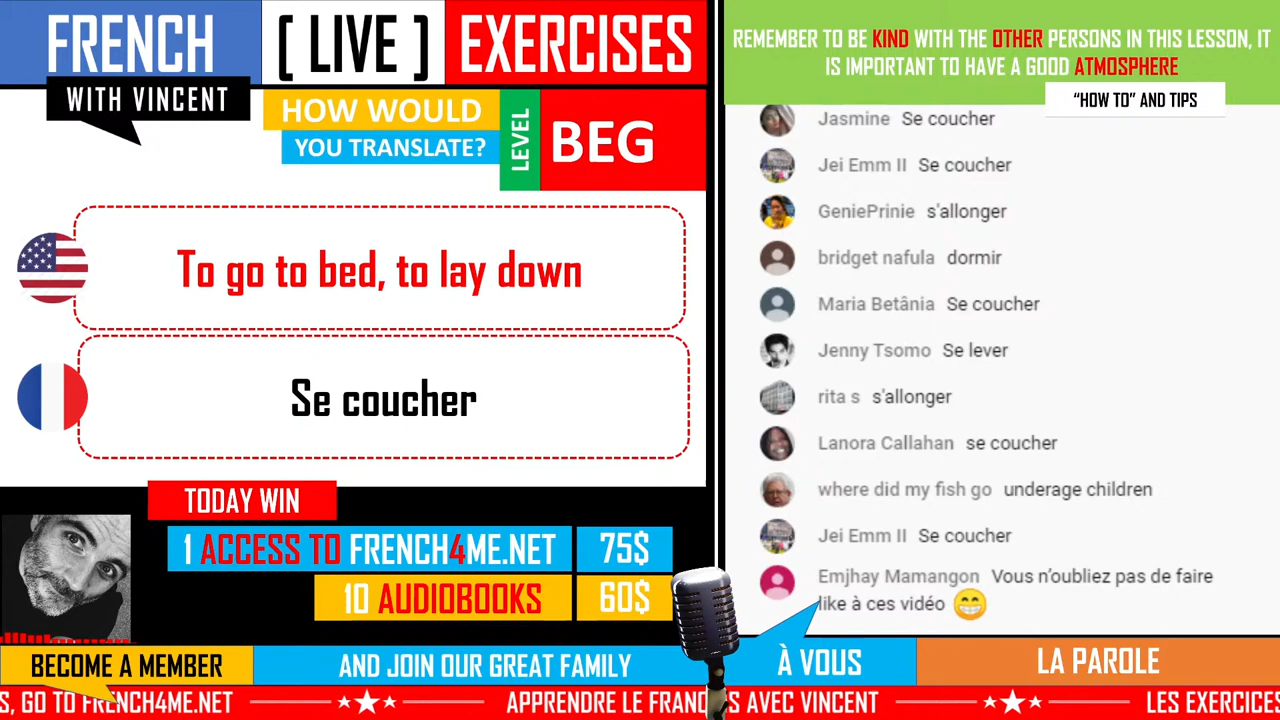 FRENCH
WITH VINCENT
[ LIVE ]
EXERCISES
HOW WOULD
YOU TRANSLATE?
LEVEL
BEG
To go to bed, to lay down
Se coucher
TODAY WIN
1 ACCESS TO FRENCH4ME.NET
75$
10 AUDIOBOOKS
60$
REMEMBER TO BE KIND WITH THE OTHER PERSONS IN THIS LESSON, IT
IS IMPORTANT TO HAVE A GOOD ATMOSPHERE
"HOW TO" AND TIPS
Jasmine Se coucher
Jei Emm II Se coucher
GeniePrinie s'allonger
bridget nafula dormir
Maria Betânia Se coucher
Jenny Tsomo Se lever
rita s s'allonger
Lanora Callahan se coucher
where did my fish go underage children
Jei Emm II Se coucher
Emjhay Mamangon Vous n'oubliez pas de faire
like à ces vidéo
BECOME A MEMBER
AND JOIN OUR GREAT FAMILY
À VOUS
LA PAROLE
S, GO TO FRENCH4ME.NET
APPRENDRE LE FRANÇ S AVEC VINCENT
LES EXERCICES